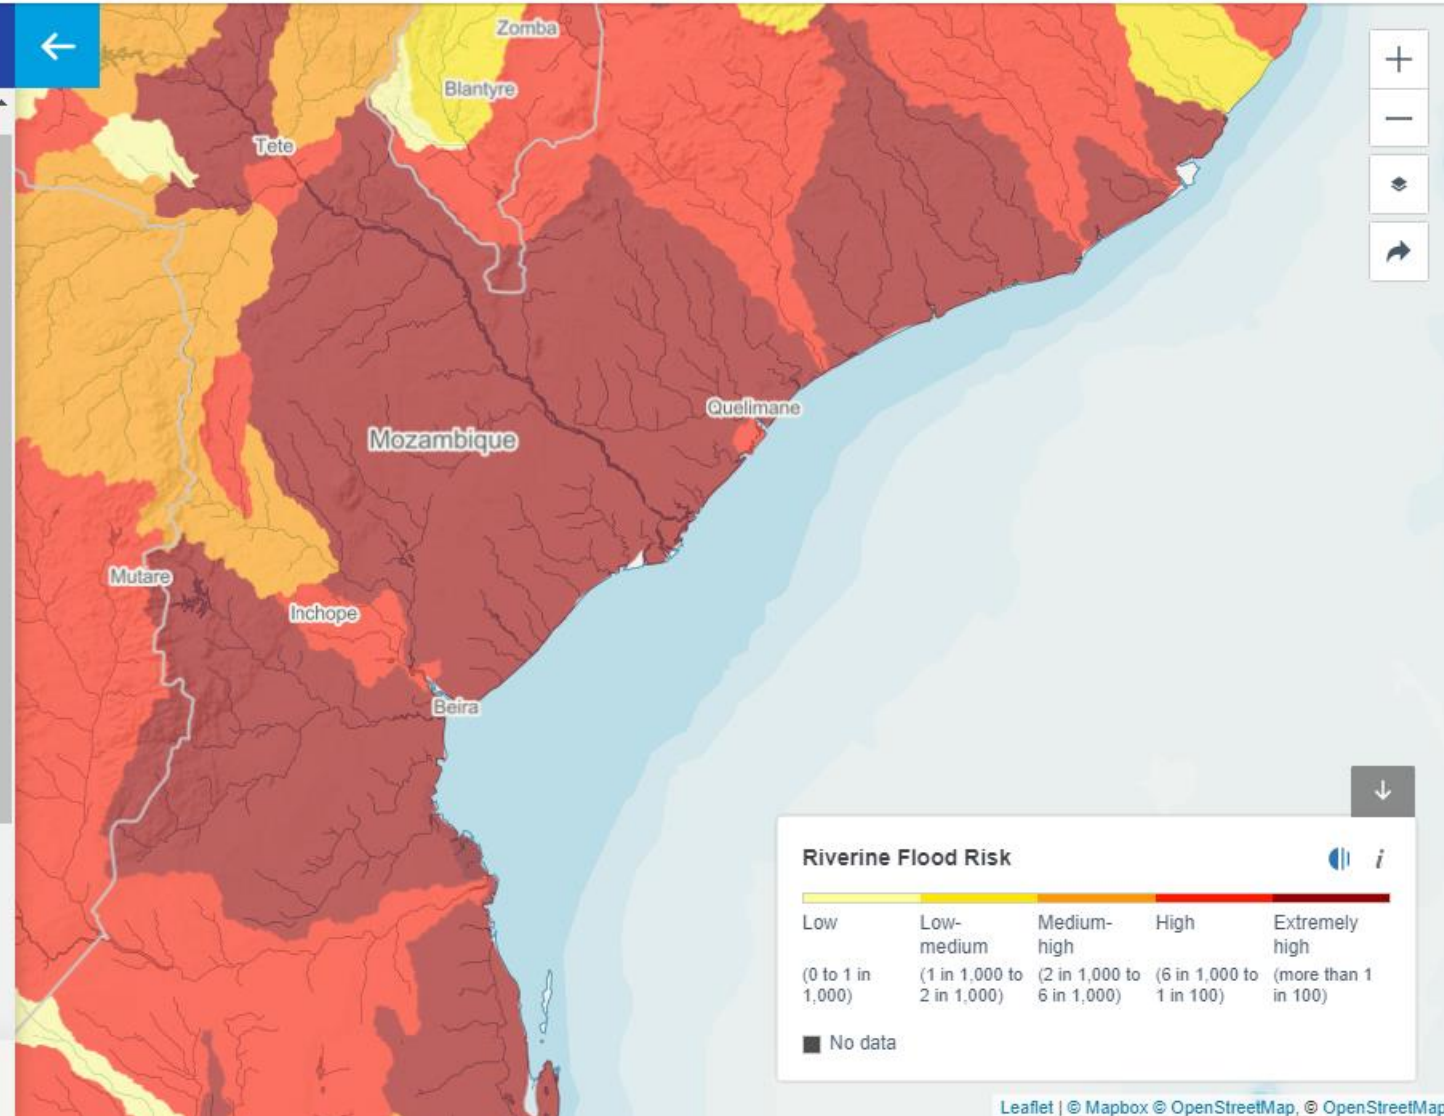 Zomba
Blantyre
Tete
Quelimane
Mozambique
Mutare
Inchope
Beira
Riverine Flood Risk
i
Low
Low-
medium
Medium-
high
High
Extremely
high
(0 to 1 in
1,000)
(1 in 1,000 to
2 in 1,000)
(2 in 1,000 to
6 in 1,000)
(6 in 1,000 to
1 in 100)
(more than 1
in 100)
No data
Leaflet | © Mapbox © OpenStreetMap, © OpenStreetMap